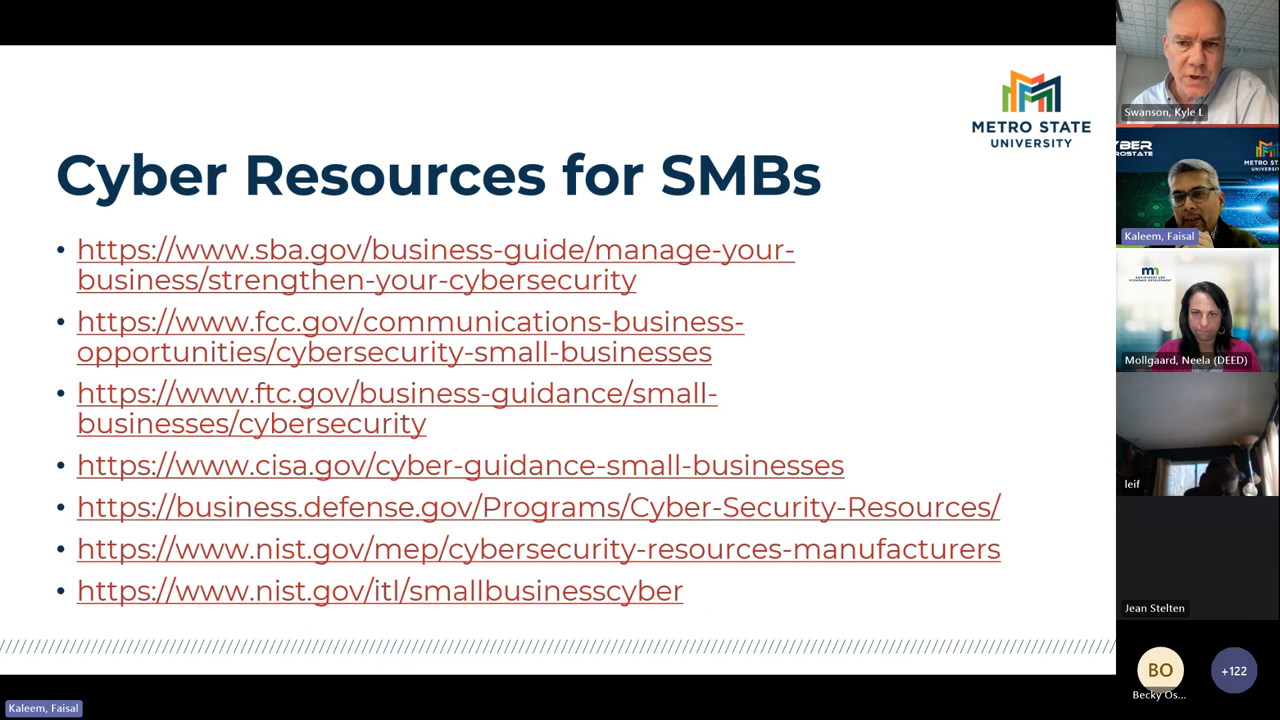 METRO STATE
UNIVERSITY
Cyber Resources for SMBs
• https://www.sba.gov/business-guide/manage-your-
business/strengthen-your-cybersecurity
• https://www.fcc.gov/communications-business-
opportunities/cybersecurity-small-businesses
• https://www.ftc.gov/business-guidance/small-
businesses/cybersecurity
• https://www.cisa.gov/cyber-guidance-small-businesses
• https://business.defense.gov/Programs/Cyber-Security-Resources/
• https://www.nist.gov/mep/cybersecurity-resources-manufacturers
• https://www.nist.gov/itl/smallbusinesscyber
Kaleem, Faisal
Swanson, Kyle L
Kaleem, Faisal
mn
Mollgaard, Neela (DEED)
leif
Jean Stelten
BO
Becky Os...
+122